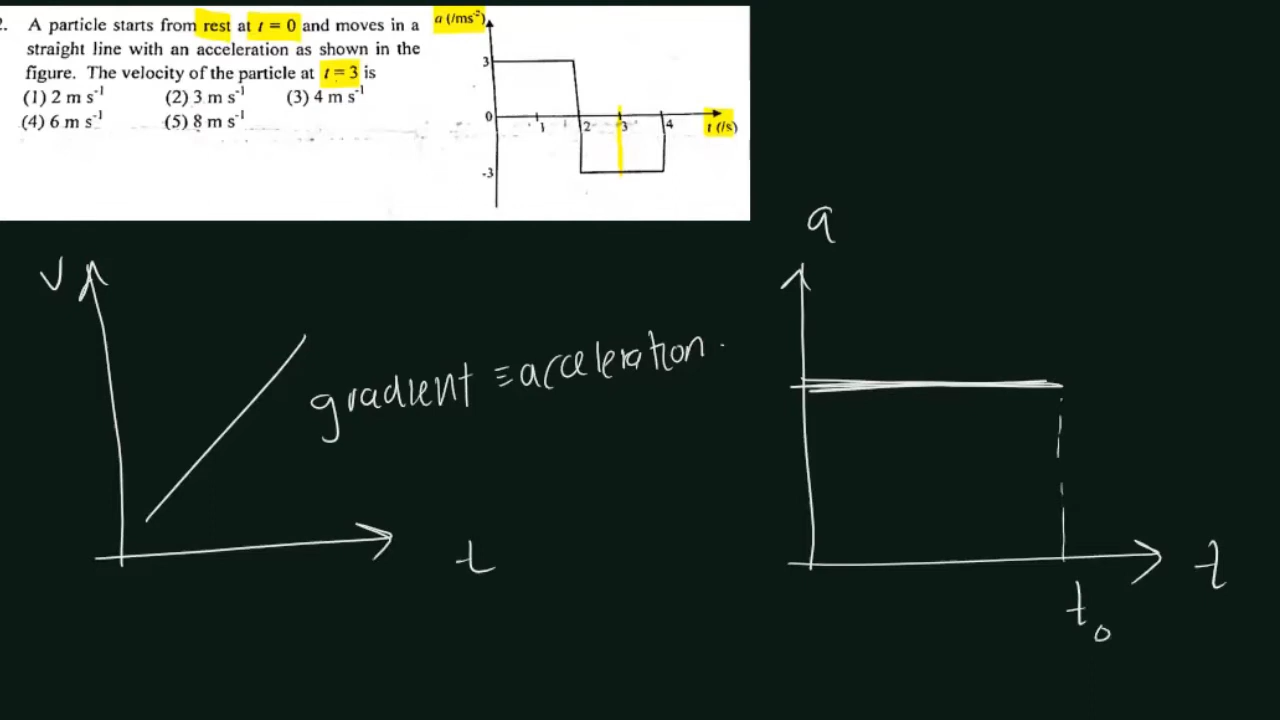 2. A particle starts from rest at t = 0 and moves in a
straight line with an acceleration as shown in the
figure. The velocity of the particle at t = 3 is
(1) 2 m s⁻¹ (2) 3 m s⁻¹ (3) 4 m s⁻¹
(4) 6 m s⁻¹ (5) 8 m s⁻¹
a (/ms⁻²)
3
0
1 2 3 4
t (/s)
-3
a
v
gradient ≡ acceleration.
t
t
t₀